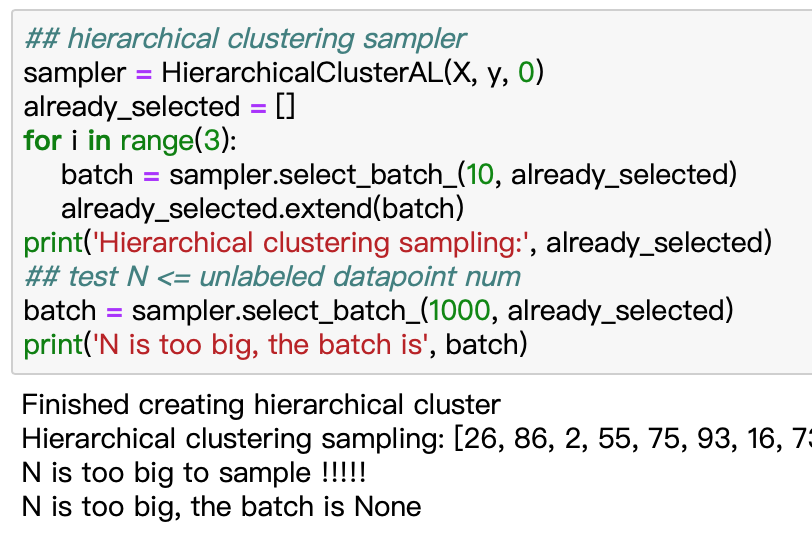 ## hierarchical clustering sampler
sampler = HierarchicalClusterAL(X, y, 0)
already_selected = []
for i in range(3):
    batch = sampler.select_batch_(10, already_selected)
    already_selected.extend(batch)
print('Hierarchical clustering sampling:', already_selected)
## test N <= unlabeled datapoint num
batch = sampler.select_batch_(1000, already_selected)
print('N is too big, the batch is', batch)
Finished creating hierarchical cluster
Hierarchical clustering sampling: [26, 86, 2, 55, 75, 93, 16, 73
N is too big to sample !!!!!
N is too big, the batch is None